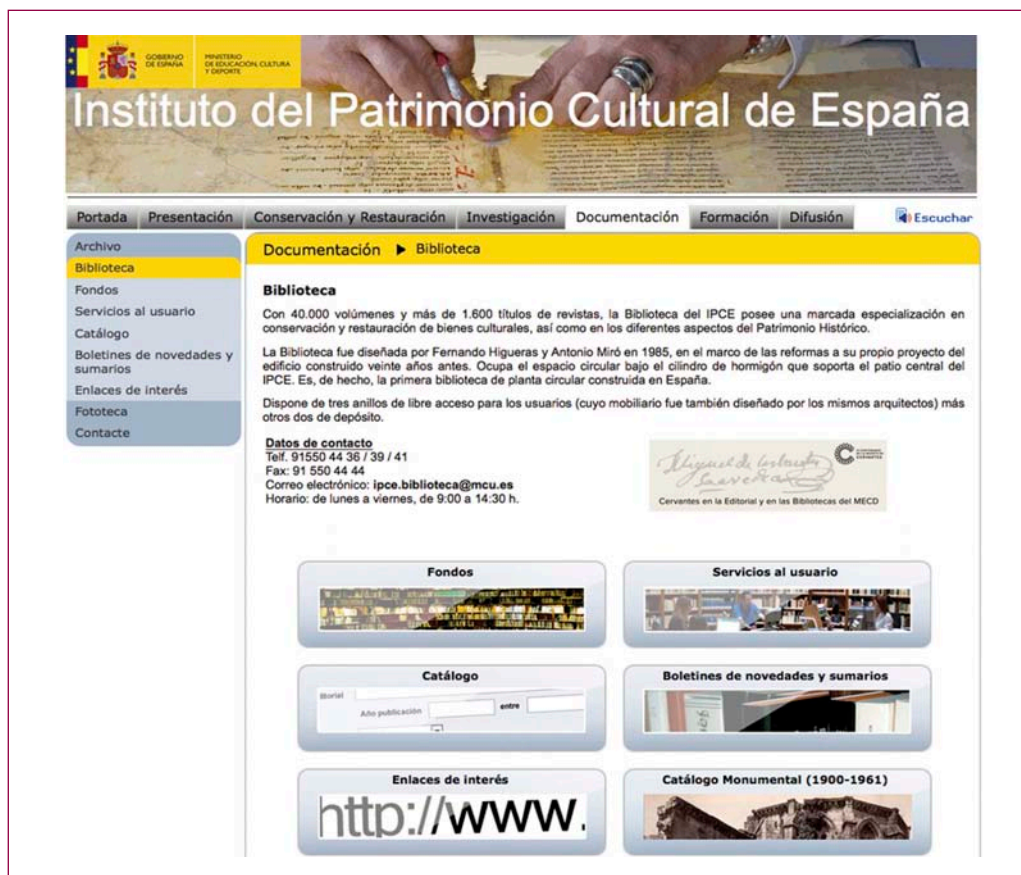 GOBIERNO
DE ESPAÑA
MINISTERIO
DE EDUCACIÓN, CULTURA
Y DEPORTE
Instituto del Patrimonio Cultural de España
Portada Presentación Conservación y Restauración Investigación Documentación Formación Difusión Escuchar
Archivo
Biblioteca
Fondos
Servicios al usuario
Catálogo
Boletines de novedades y
sumarios
Enlaces de interés
Fototeca
Contacte
Documentación ▶ Biblioteca
Biblioteca
Con 40.000 volúmenes y más de 1.600 títulos de revistas, la Biblioteca del IPCE posee una marcada especialización en
conservación y restauración de bienes culturales, así como en los diferentes aspectos del Patrimonio Histórico.
La Biblioteca fue diseñada por Fernando Higueras y Antonio Miró en 1985, en el marco de las reformas a su propio proyecto del
edificio construido veinte años antes. Ocupa el espacio circular bajo el cilindro de hormigón que soporta el patio central del
IPCE. Es, de hecho, la primera biblioteca de planta circular construida en España.
Dispone de tres anillos de libre acceso para los usuarios (cuyo mobiliario fue también diseñado por los mismos arquitectos) más
otros dos de depósito.
Datos de contacto
Telf. 91550 44 36 / 39 / 41
Fax: 91 550 44 44
Correo electrónico: ipce.biblioteca@mcu.es
Horario: de lunes a viernes, de 9:00 a 14:30 h.
Miguel de Cerbantes
Saavedra
Cervantes en la Editorial y en las Bibliotecas del MECD
Fondos
Servicios al usuario
Catálogo
Año publicación
entre
Boletines de novedades y sumarios
Enlaces de interés
http://www.
Catálogo Monumental (1900-1961)